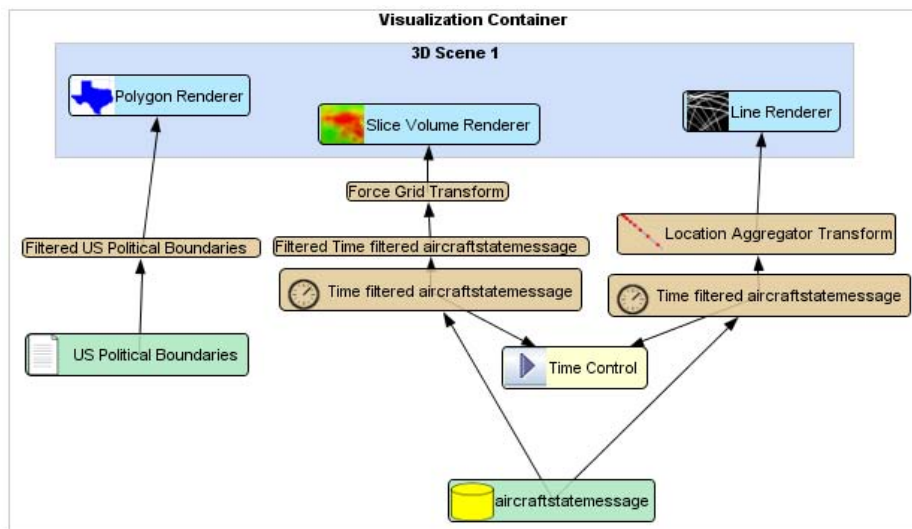 Visualization Container
3D Scene 1
Polygon Renderer
Slice Volume Renderer
Line Renderer
Force Grid Transform
Filtered US Political Boundaries
Filtered Time filtered aircraftstatemessage
Location Aggregator Transform
Time filtered aircraftstatemessage
Time filtered aircraftstatemessage
US Political Boundaries
Time Control
aircraftstatemessage